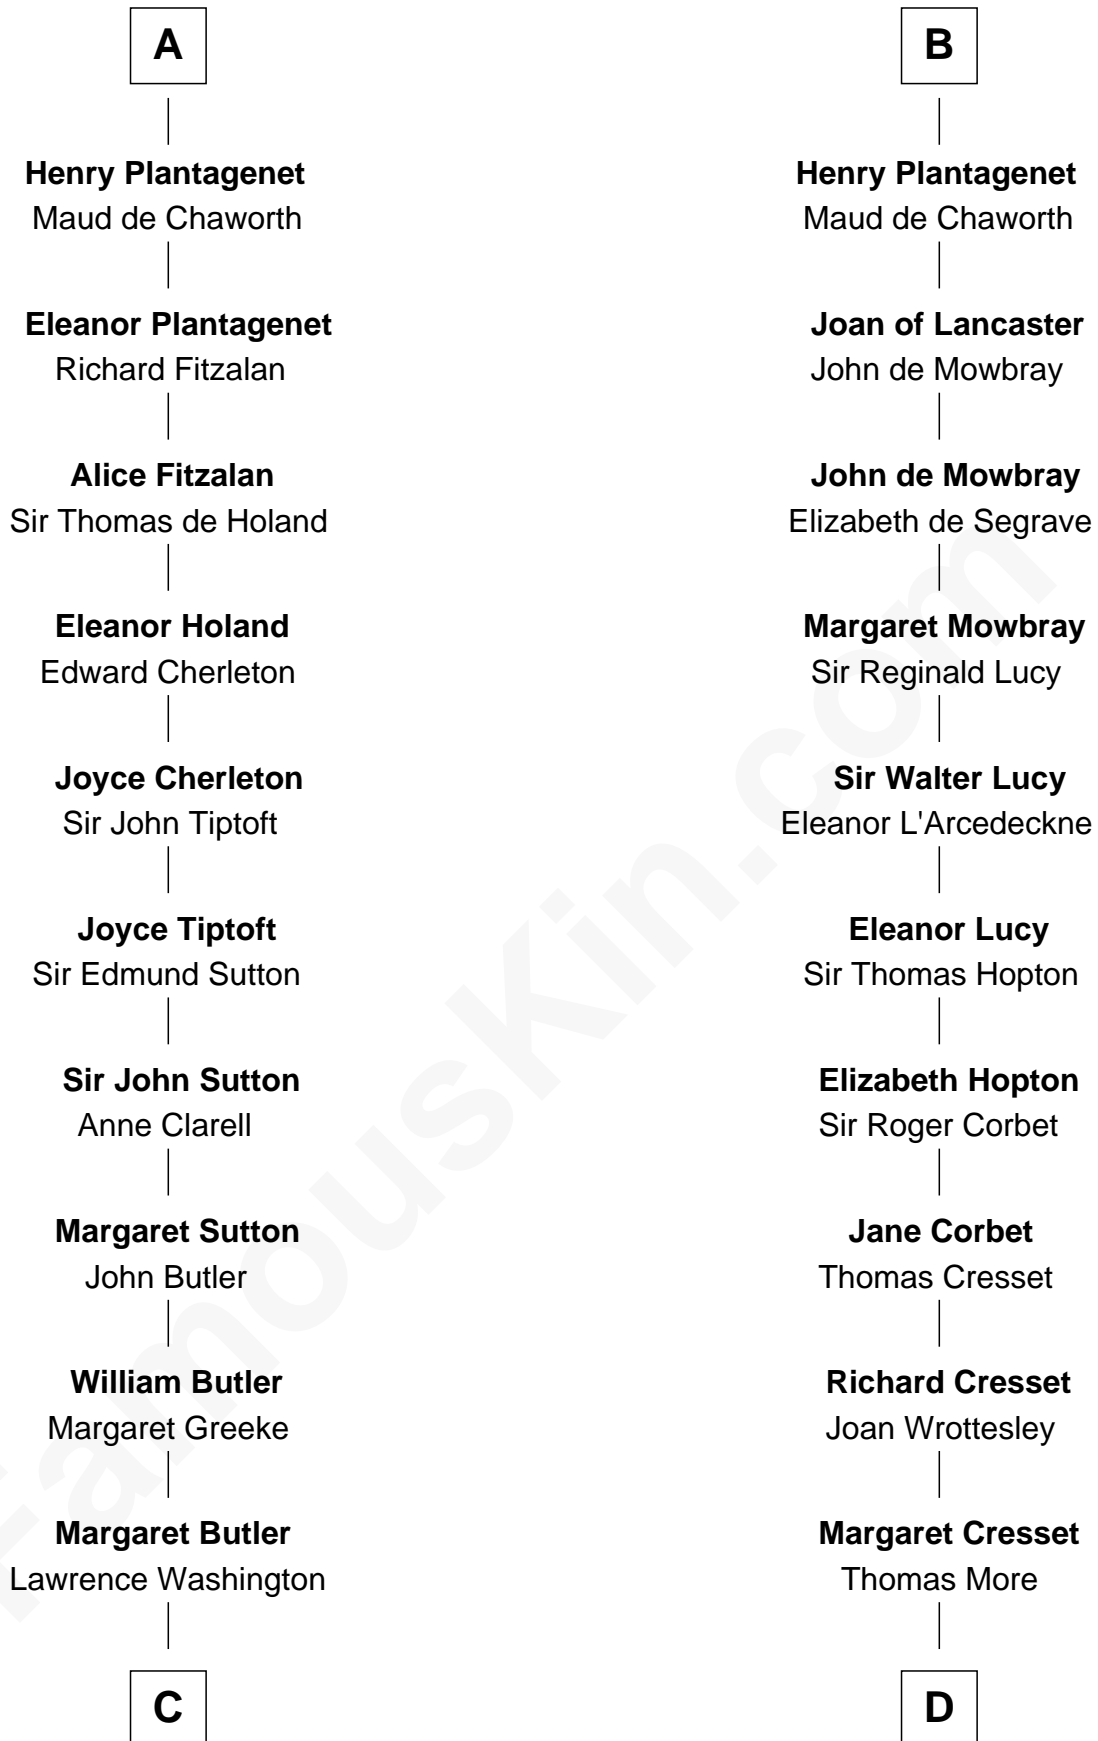 A
Henry Plantagenet
Maud de Chaworth
Eleanor Plantagenet
Richard Fitzalan
Alice Fitzalan
Sir Thomas de Holand
Eleanor Holand
Edward Cherleton
Joyce Cherleton
Sir John Tiptoft
Joyce Tiptoft
Sir Edmund Sutton
Sir John Sutton
Anne Clarell
Margaret Sutton
John Butler
William Butler
Margaret Greeke
Margaret Butler
Lawrence Washington
C
B
Henry Plantagenet
Maud de Chaworth
Joan of Lancaster
John de Mowbray
John de Mowbray
Elizabeth de Segrave
Margaret Mowbray
Sir Reginald Lucy
Sir Walter Lucy
Eleanor L'Arcedeckne
Eleanor Lucy
Sir Thomas Hopton
Elizabeth Hopton
Sir Roger Corbet
Jane Corbet
Thomas Cresset
Richard Cresset
Joan Wrottesley
Margaret Cresset
Thomas More
D
FamousKin.com